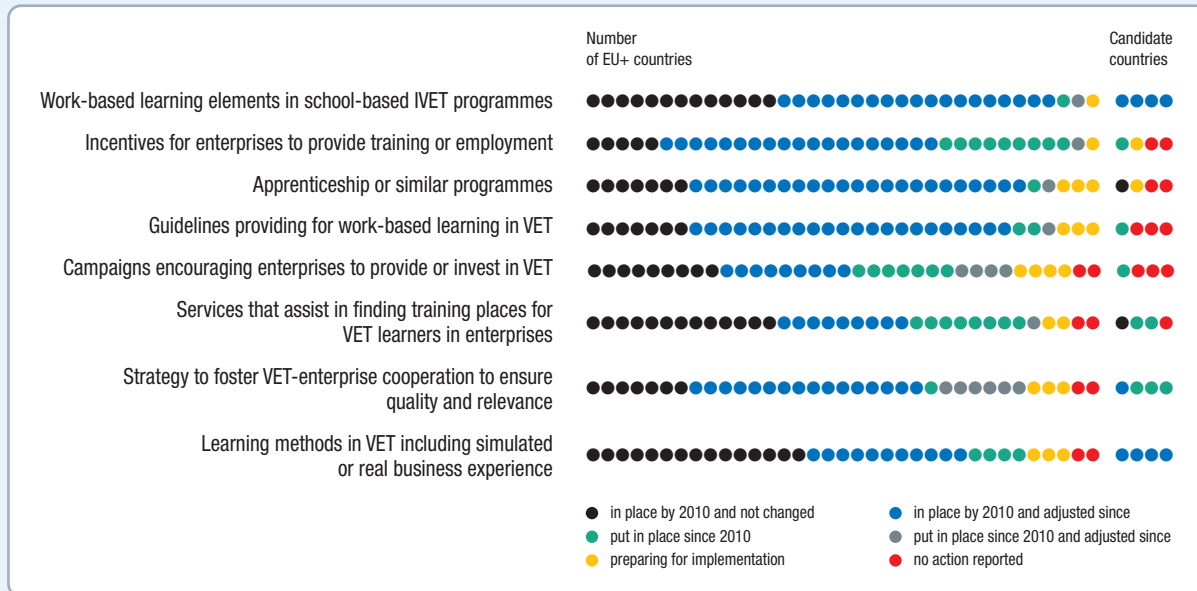 Number
of EU+ countries
Candidate
countries
Work-based learning elements in school-based IVET programmes
Incentives for enterprises to provide training or employment
Apprenticeship or similar programmes
Guidelines providing for work-based learning in VET
Campaigns encouraging enterprises to provide or invest in VET
Services that assist in finding training places for
VET learners in enterprises
Strategy to foster VET-enterprise cooperation to ensure
quality and relevance
Learning methods in VET including simulated
or real business experience
in place by 2010 and not changed
in place by 2010 and adjusted since
put in place since 2010
put in place since 2010 and adjusted since
preparing for implementation
no action reported